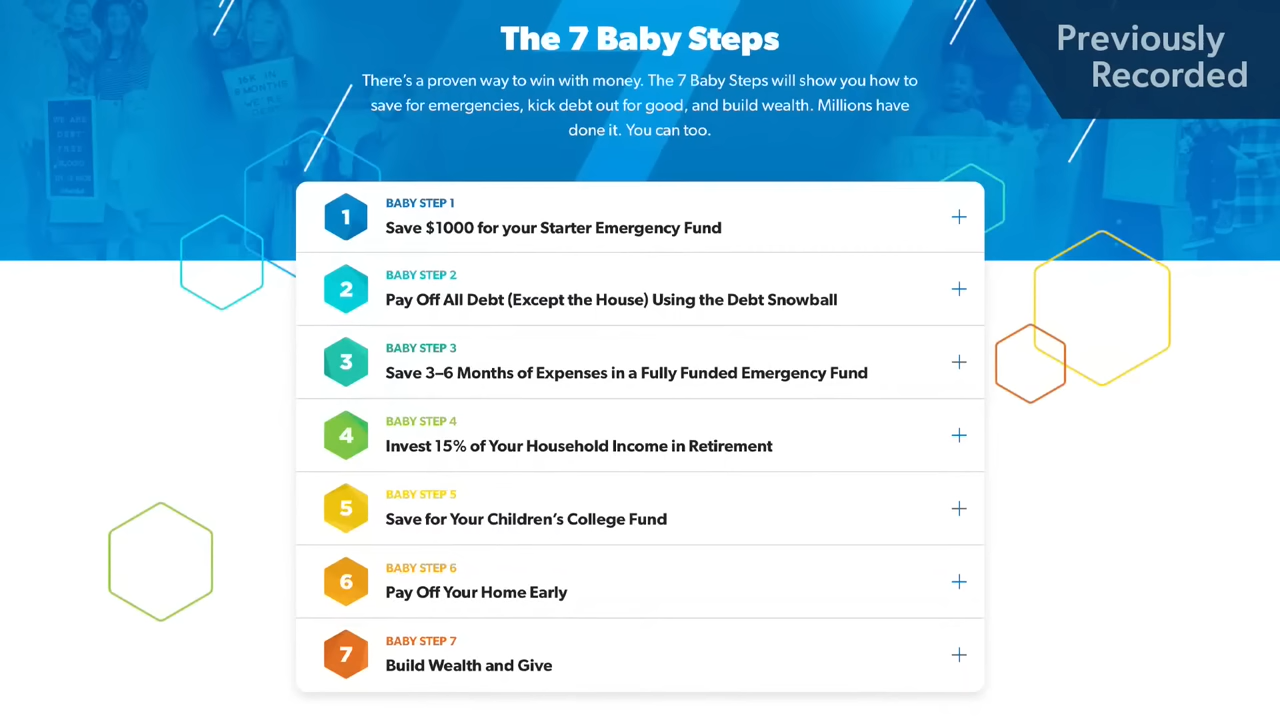 Previously
Recorded
The 7 Baby Steps
There's a proven way to win with money. The 7 Baby Steps will show you how to
save for emergencies, kick debt out for good, and build wealth. Millions have
done it. You can too.
WE ARE
DEBT
FREE
1
BABY STEP 1
Save $1000 for your Starter Emergency Fund
2
BABY STEP 2
Pay Off All Debt (Except the House) Using the Debt Snowball
3
BABY STEP 3
Save 3–6 Months of Expenses in a Fully Funded Emergency Fund
4
BABY STEP 4
Invest 15% of Your Household Income in Retirement
5
BABY STEP 5
Save for Your Children's College Fund
6
BABY STEP 6
Pay Off Your Home Early
7
BABY STEP 7
Build Wealth and Give